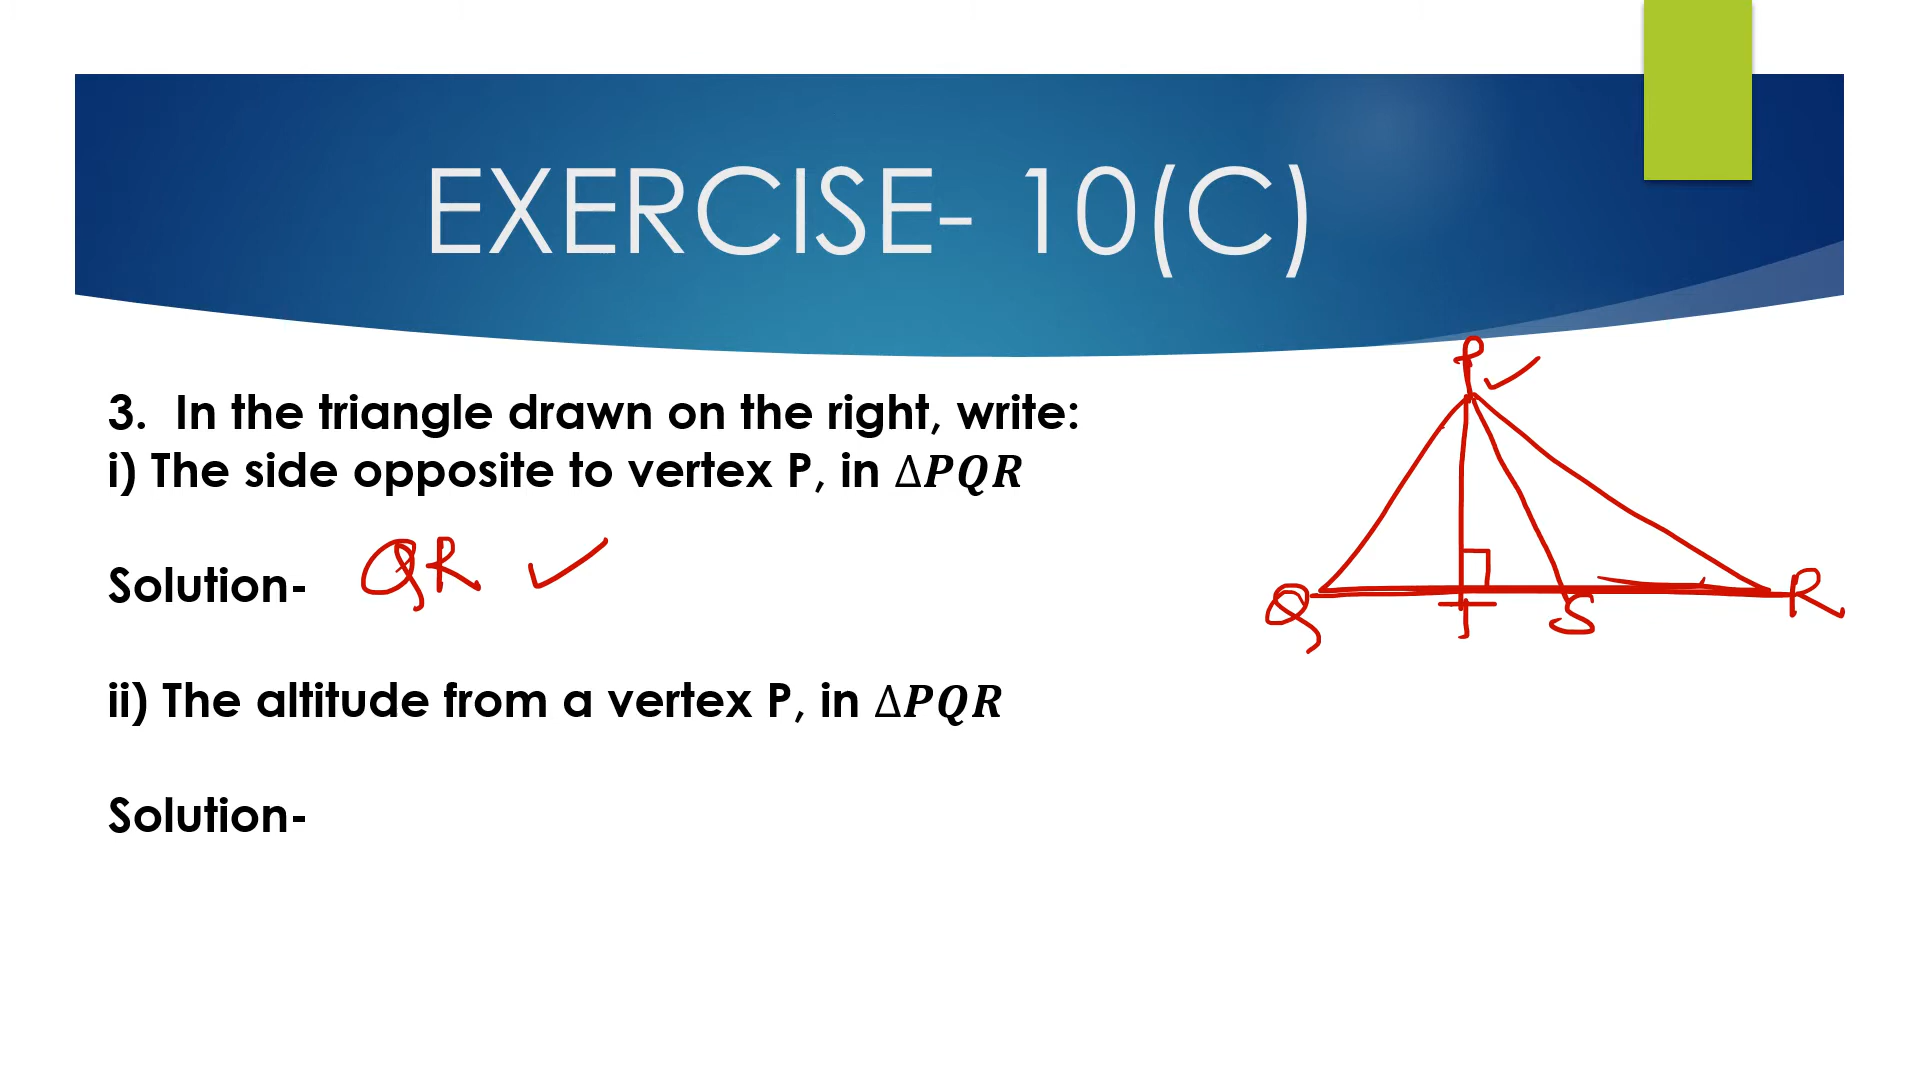 EXERCISE- 10(C)
P
3. In the triangle drawn on the right, write:
i) The side opposite to vertex P, in ΔPQR
Solution- QR ✓
Q T S R
ii) The altitude from a vertex P, in ΔPQR
Solution-